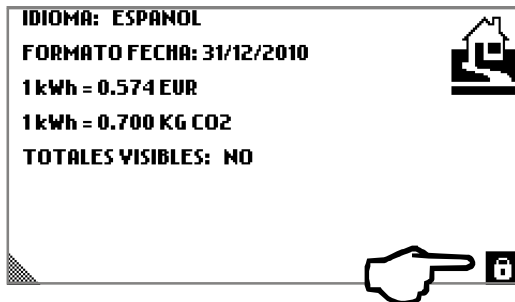 IDIOMA: ESPANOL
FORMATO FECHA: 31/12/2010
1 kWh = 0.574 EUR
1 kWh = 0.700 KG CO2
TOTALES VISIBLES: NO